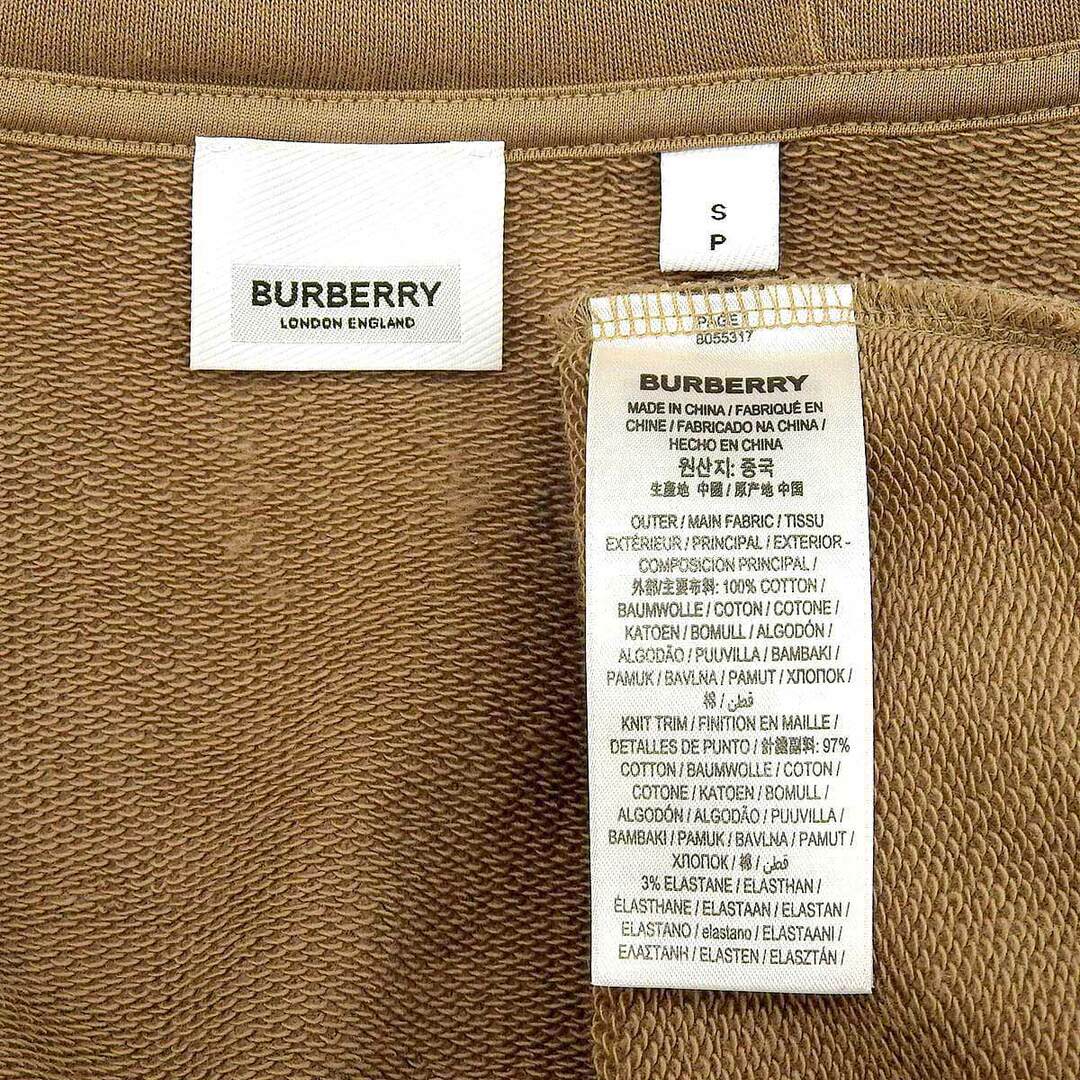 BURBERRY
LONDON ENGLAND
S
P
PAGE
8055317
BURBERRY
MADE IN CHINA / FABRIQUÉ EN
CHINE / FABRICADO NA CHINA /
HECHO EN CHINA
원산지: 중국
生產地 中國 / 原产地 中国
OUTER / MAIN FABRIC / TISSU
EXTÉRIEUR / PRINCIPAL / EXTERIOR -
COMPOSICION PRINCIPAL /
外部/主要布料: 100% COTTON /
BAUMWOLLE / COTON / COTONE /
KATOEN / BOMULL / ALGODÓN /
ALGODÃO / PUUVILLA / BAMBAKI /
PAMUK / BAVLNA / PAMUT / ХЛОПОК /
棉 / قطن
KNIT TRIM / FINITION EN MAILLE /
DETALLES DE PUNTO / 針織副料: 97%
COTTON / BAUMWOLLE / COTON /
COTONE / KATOEN / BOMULL /
ALGODÓN / ALGODÃO / PUUVILLA /
BAMBAKI / PAMUK / BAVLNA / PAMUT /
ХЛОПОК / 棉 / قطن
3% ELASTANE / ELASTHAN /
ÉLASTHANE / ELASTAAN / ELASTAN /
ELASTANO / elastano / ELASTAANI /
ΕΛΑΣΤΑΝΗ / ELASTEN / ELASZTÁN /